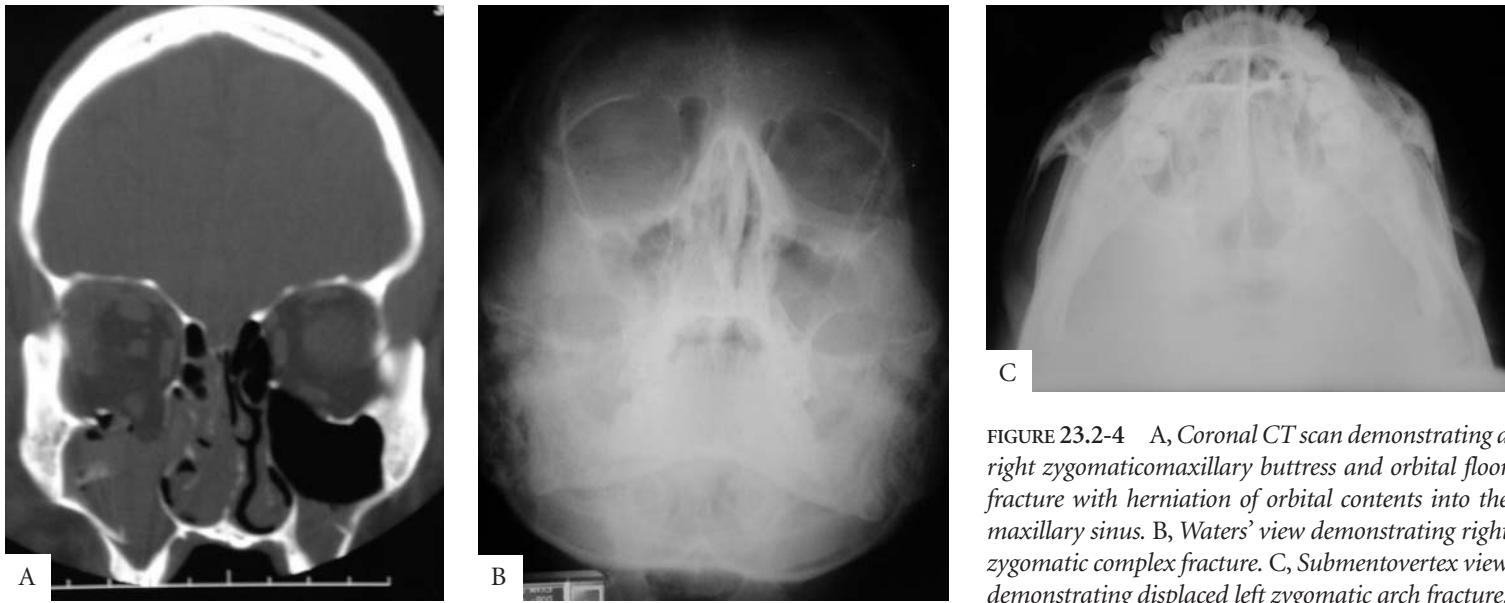 A
B
C
FIGURE 23.2-4 A, Coronal CT scan demonstrating a
right zygomaticomaxillary buttress and orbital floor
fracture with herniation of orbital contents into the
maxillary sinus. B, Waters' view demonstrating right
zygomatic complex fracture. C, Submentovertex view
demonstrating displaced left zygomatic arch fracture.